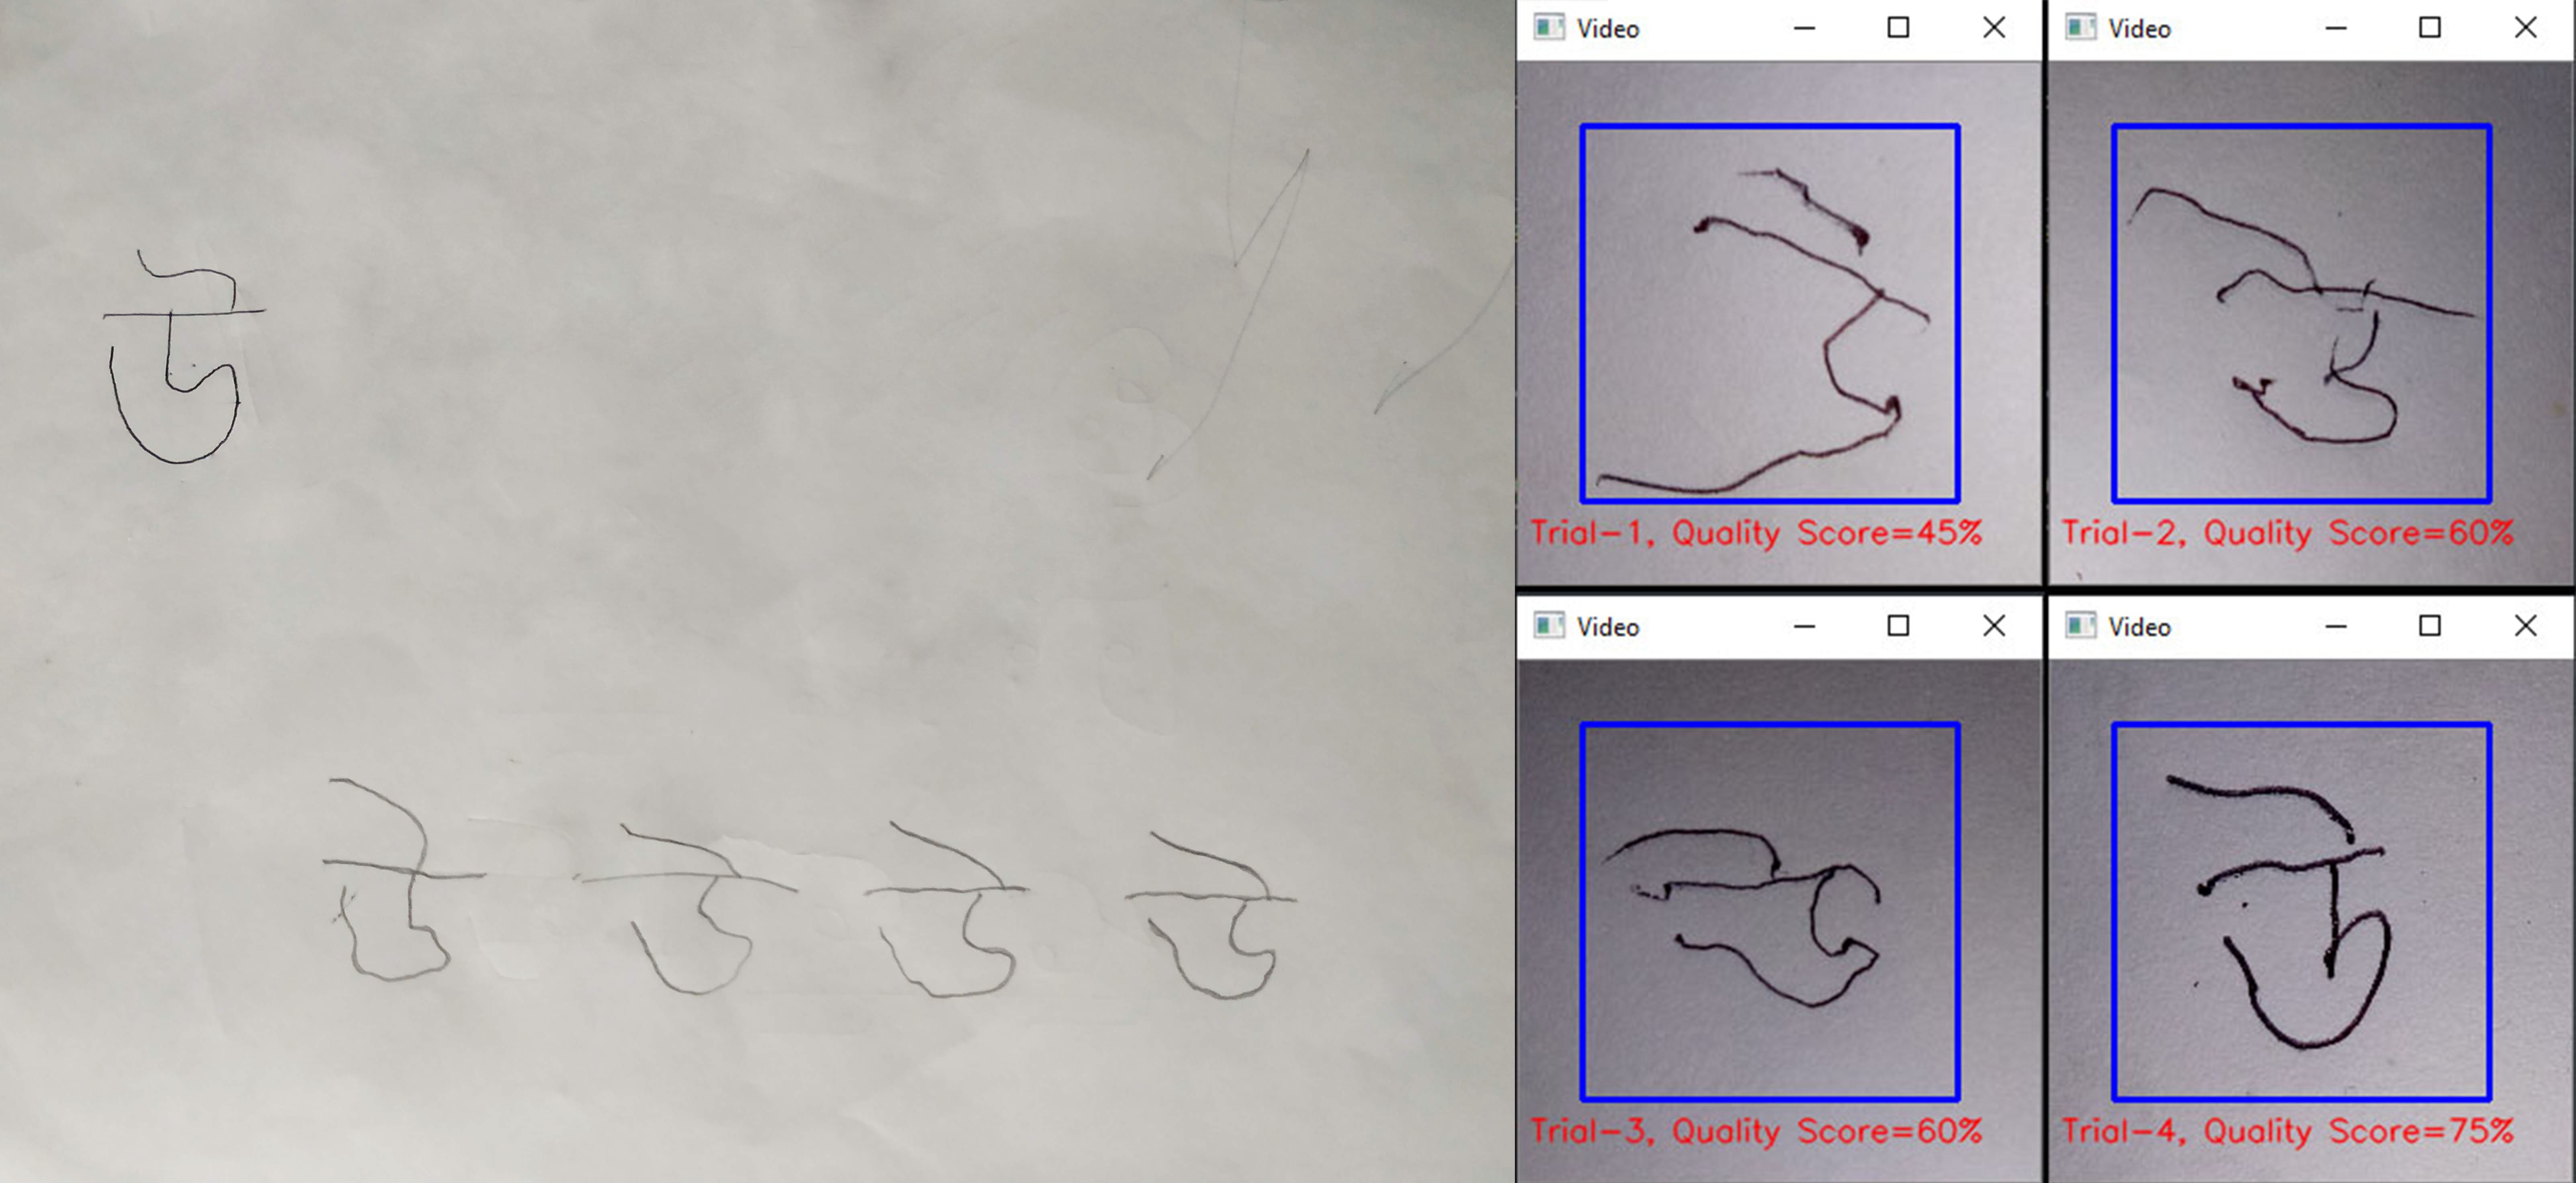 উ
উ উ উ উ
Video
উ
Trial-1, Quality Score=45%
Video
উ
Trial-2, Quality Score=60%
Video
উ
Trial-3, Quality Score=60%
Video
উ
Trial-4, Quality Score=75%